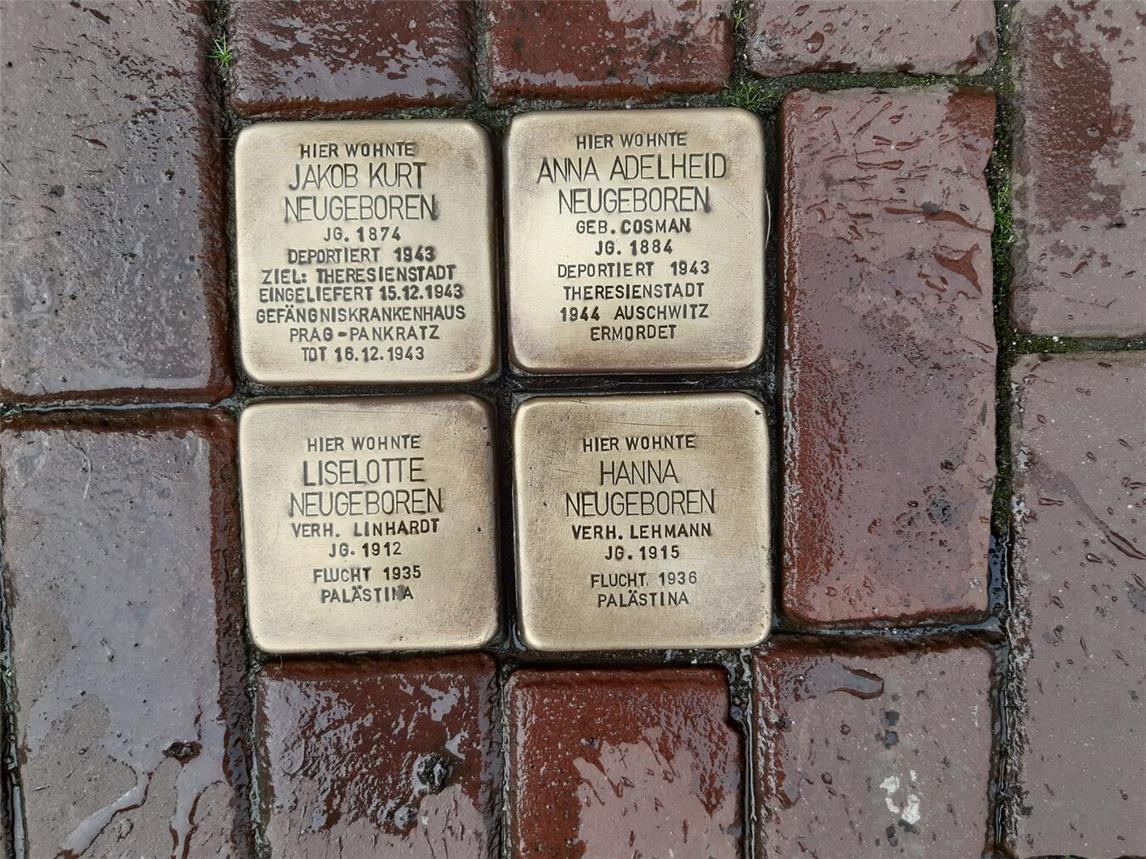 HIER WOHNTE
JAKOB KURT
NEUGEBOREN
JG. 1874
DEPORTIERT 1943
ZIEL: THERESIENSTADT
EINGELIEFERT 15.12.1943
GEFÄNGNISKRANKENHAUS
PRAG-PANKRATZ
TOT 16.12.1943
HIER WOHNTE
ANNA ADELHEID
NEUGEBOREN
GEB. COSMAN
JG. 1884
DEPORTIERT 1943
THERESIENSTADT
1944 AUSCHWITZ
ERMORDET
HIER WOHNTE
LISELOTTE
NEUGEBOREN
VERH. LINHARDT
JG. 1912
FLUCHT 1935
PALÄSTINA
HIER WOHNTE
HANNA
NEUGEBOREN
VERH. LEHMANN
JG. 1915
FLUCHT 1936
PALÄSTINA